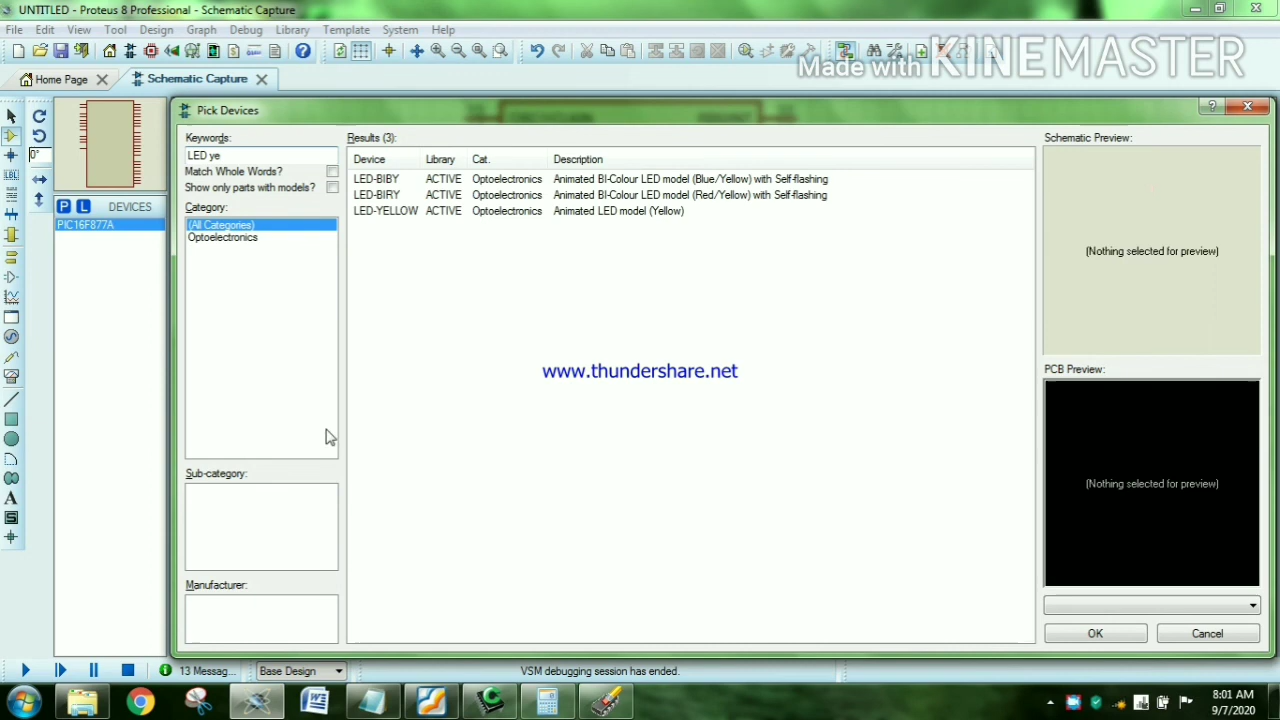 UNTITLED - Proteus 8 Professional - Schematic Capture
File Edit View Tool Design Graph Debug Library Template System Help
Made with KINEMASTER
Home Page
Schematic Capture
Pick Devices
Keywords:
LED ye
Match Whole Words?
Show only parts with models?
Category:
(All Categories)
Optoelectronics
Sub-category:
Manufacturer:
0°
LBL
P L DEVICES
PIC16F877A
Results (3):
Device Library Cat. Description
LED-BIBY ACTIVE Optoelectronics Animated BI-Colour LED model (Blue/Yellow) with Self-flashing
LED-BIRY ACTIVE Optoelectronics Animated BI-Colour LED model (Red/Yellow) with Self-flashing
LED-YELLOW ACTIVE Optoelectronics Animated LED model (Yellow)
www.thundershare.net
Schematic Preview:
(Nothing selected for preview)
PCB Preview:
(Nothing selected for preview)
OK Cancel
13 Messag...
Base Design
VSM debugging session has ended.
8:01 AM
9/7/2020